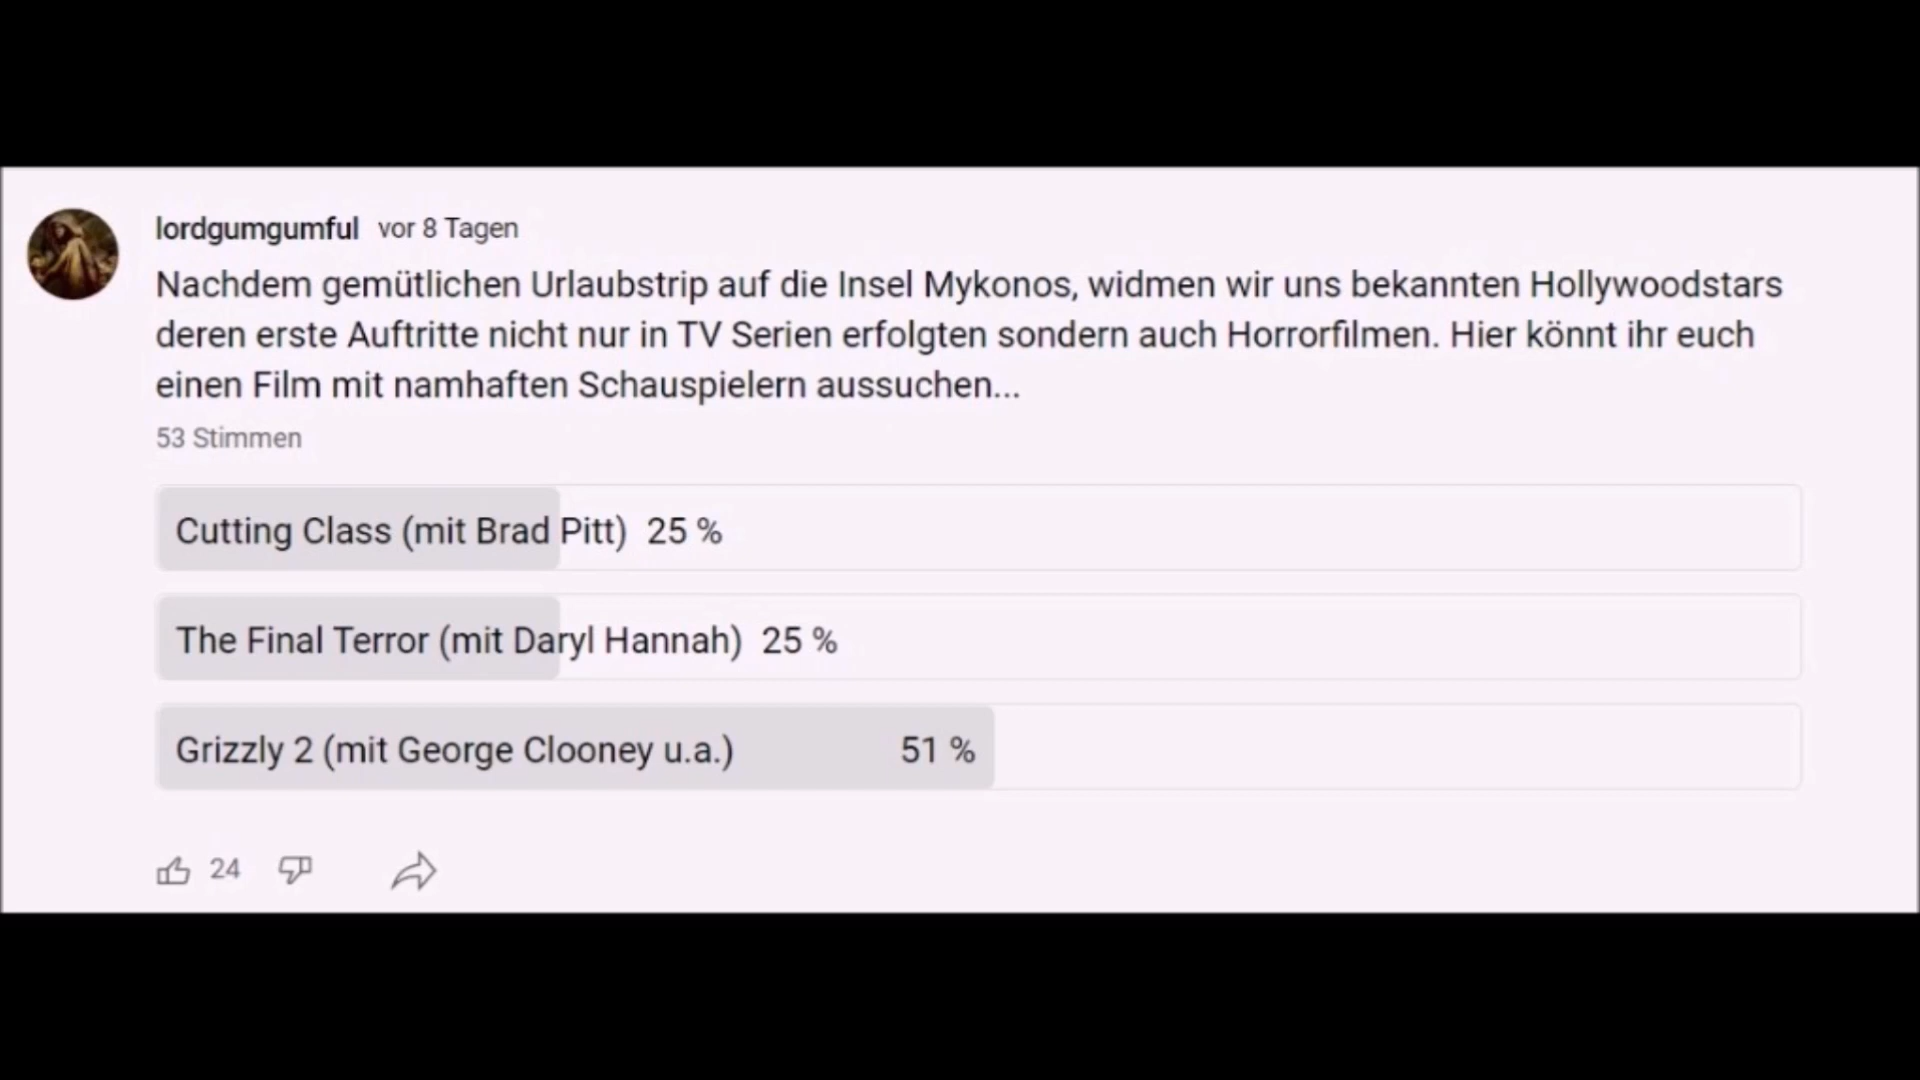 lordgumgumful vor 8 Tagen
Nachdem gemütlichen Urlaubstrip auf die Insel Mykonos, widmen wir uns bekannten Hollywoodstars
deren erste Auftritte nicht nur in TV Serien erfolgten sondern auch Horrorfilmen. Hier könnt ihr euch
einen Film mit namhaften Schauspielern aussuchen...
53 Stimmen
Cutting Class (mit Brad Pitt) 25 %
The Final Terror (mit Daryl Hannah) 25 %
Grizzly 2 (mit George Clooney u.a.) 51 %
24